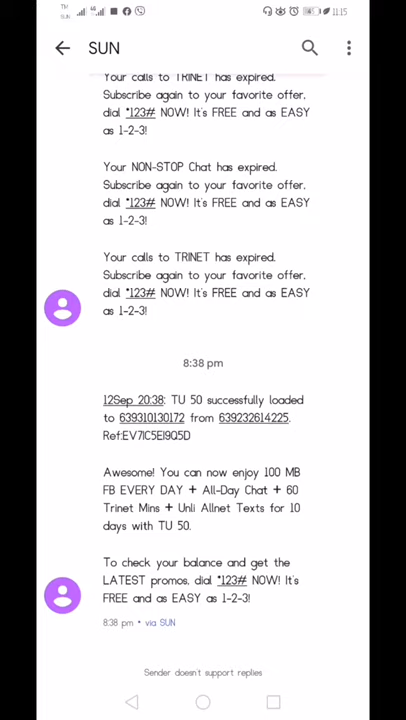 TM
SUN
4G
11:15
SUN
Your calls to TRINET has expired.
Subscribe again to your favorite offer,
dial *123# NOW! It's FREE and as EASY
as 1-2-3!
Your NON-STOP Chat has expired.
Subscribe again to your favorite offer,
dial *123# NOW! It's FREE and as EASY
as 1-2-3!
Your calls to TRINET has expired.
Subscribe again to your favorite offer,
dial *123# NOW! It's FREE and as EASY
as 1-2-3!
8:38 pm
12Sep 20:38: TU 50 successfully loaded
to 639310130172 from 639232614225.
Ref:EV71C5E19Q5D
Awesome! You can now enjoy 100 MB
FB EVERY DAY + All-Day Chat + 60
Trinet Mins + Unli Allnet Texts for 10
days with TU 50.
To check your balance and get the
LATEST promos, dial *123# NOW! It's
FREE and as EASY as 1-2-3!
8:38 pm • via SUN
Sender doesn't support replies